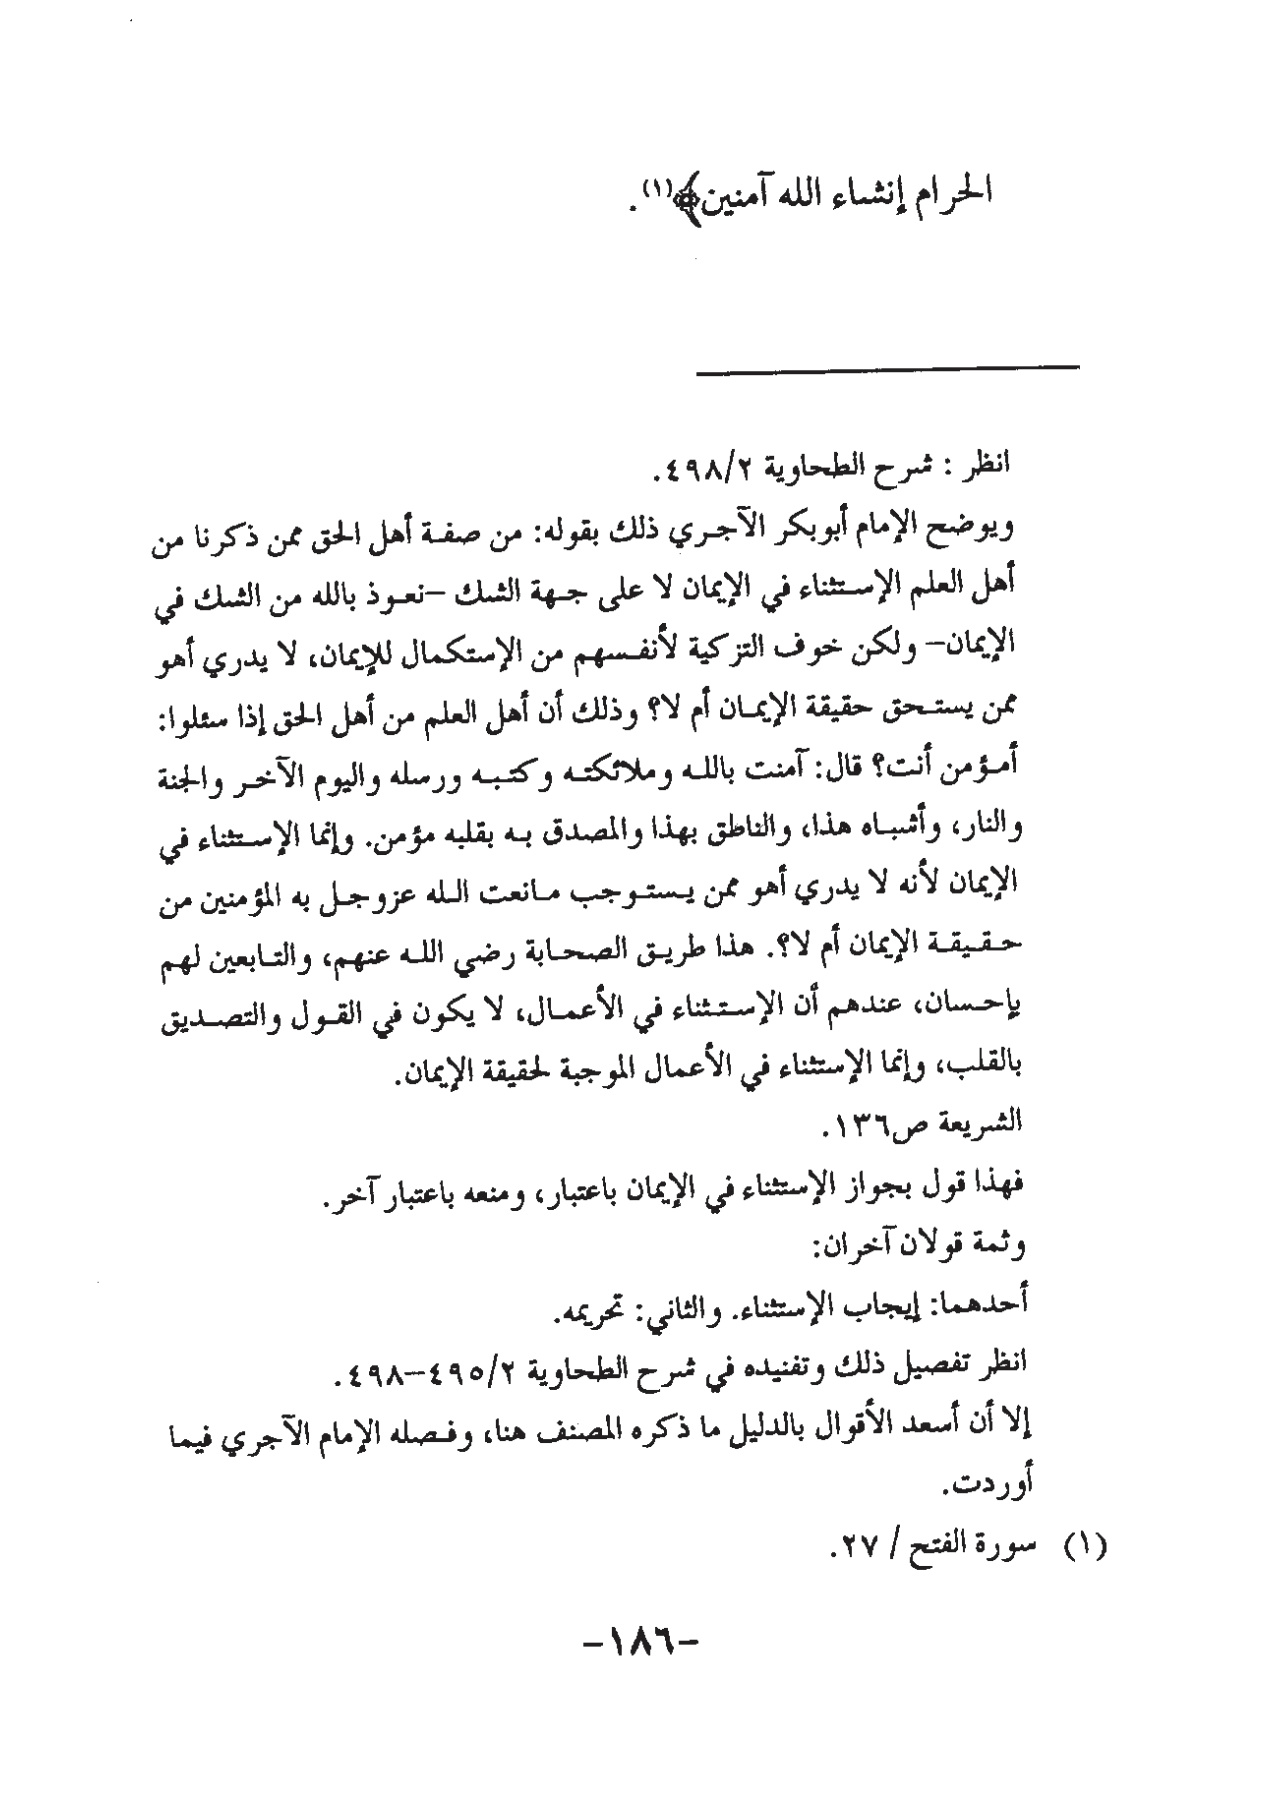 الحرام إنشاء الله آمنين﴾(١).
انظر : شرح الطحاوية ٤٩٨/٢.
ويوضح الإمام أبوبكر الآجري ذلك بقوله: من صفة أهل الحق ممن ذكرنا من
أهل العلم الإستثناء في الإيمان لا على جهة الشك -نعوذ بالله من الشك في
الإيمان- ولكن خوف التزكية لأنفسهم من الإستكمال للإيمان، لا يدري أهو
ممن يستحق حقيقة الإيمان أم لا؟ وذلك أن أهل العلم من أهل الحق إذا سئلوا:
أمؤمن أنت؟ قال: آمنت بالله وملائكته وكتبه ورسله واليوم الآخر والجنة
والنار، وأشباه هذا، والناطق بهذا والمصدق به بقلبه مؤمن. وإنما الإستثناء في
الإيمان لأنه لا يدري أهو ممن يستوجب مانعت الله عزوجل به المؤمنين من
حقيقة الإيمان أم لا؟. هذا طريق الصحابة رضي الله عنهم، والتابعين لهم
بإحسان، عندهم أن الإستثناء في الأعمال، لا يكون في القول والتصديق
بالقلب، وإنما الإستثناء في الأعمال الموجبة لحقيقة الإيمان.
الشريعة ص١٣٦.
فهذا قول بجواز الإستثناء في الإيمان باعتبار، ومنعه باعتبار آخر.
وثمة قولان آخران:
أحدهما: إيجاب الإستثناء. والثاني: تحريمه.
انظر تفصيل ذلك وتفنيده في شرح الطحاوية ٤٩٥/٢-٤٩٨.
إلا أن أسعد الأقوال بالدليل ما ذكره المصنف هنا، وفصله الإمام الآجري فيما
أوردت.
(١) سورة الفتح / ٢٧.
-١٨٦-